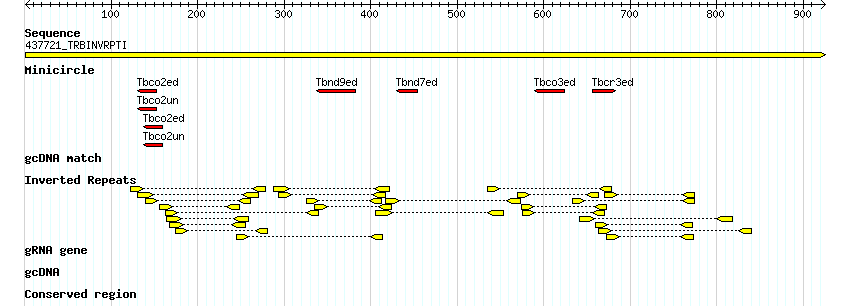 100 200 300 400 500 600 700 800 900
Sequence
437721_TRBINVRPTI
Minicircle
Tbco2ed Tbnd9ed Tbnd7ed Tbco3ed Tbcr3ed
Tbco2un
Tbco2ed
Tbco2un
gcDNA match
Inverted Repeats
gRNA gene
gcDNA
Conserved region